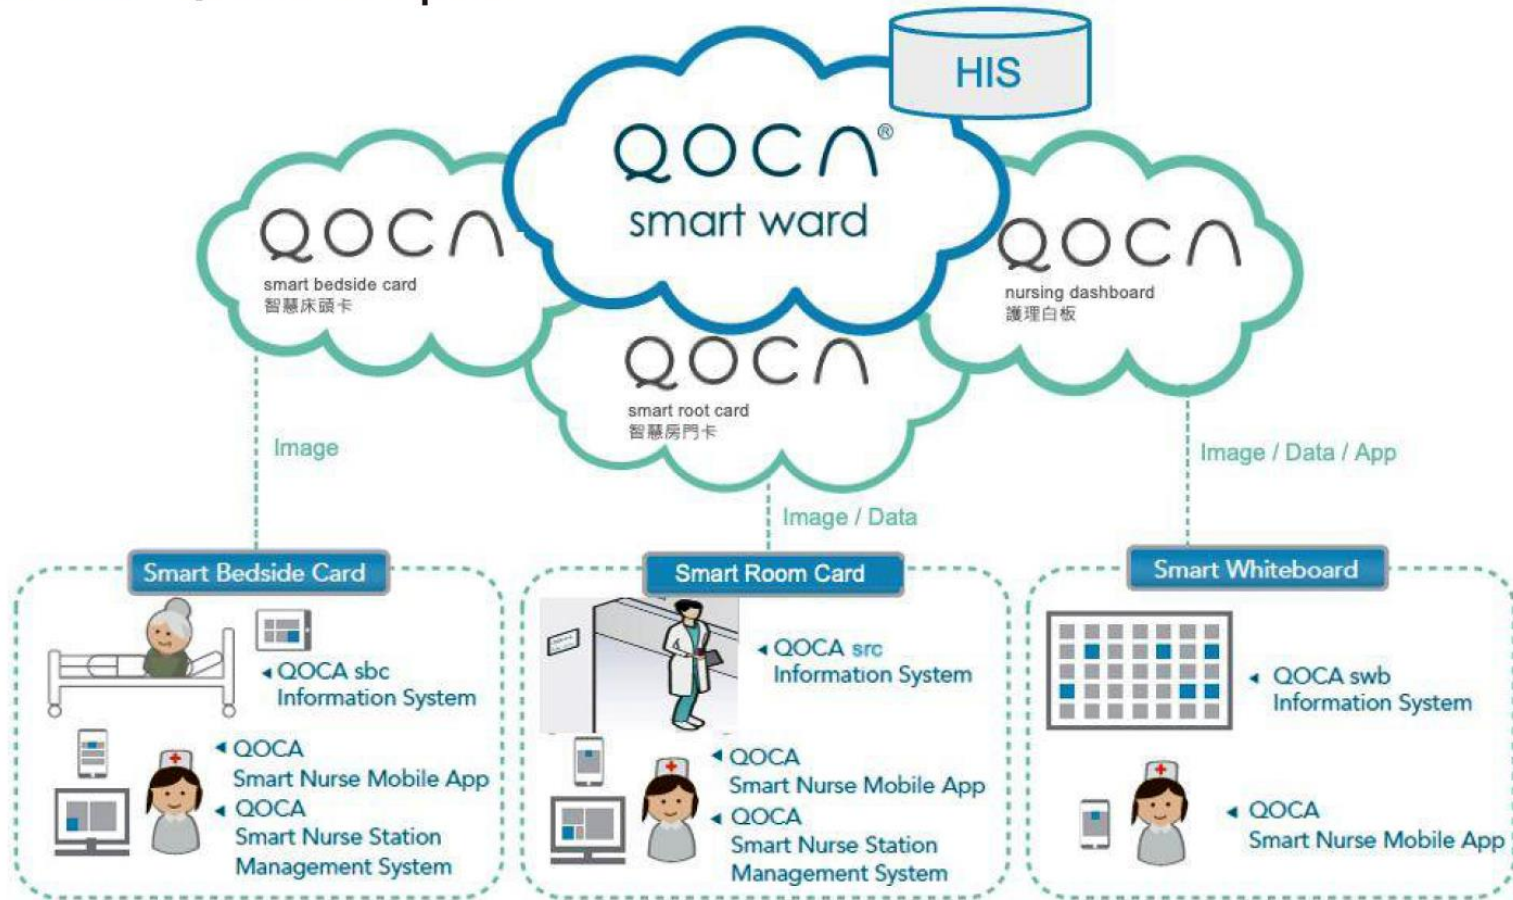 HIS
QOCA®
smart ward
QOCA
smart bedside card
智慧床頭卡
QOCA
nursing dashboard
護理白板
QOCA
smart root card
智慧房門卡
Image
Image / Data
Image / Data / App
Smart Bedside Card
QOCA sbc
Information System
QOCA
Smart Nurse Mobile App
QOCA
Smart Nurse Station
Management System
Smart Room Card
QOCA src
Information System
QOCA
Smart Nurse Mobile App
QOCA
Smart Nurse Station
Management System
Smart Whiteboard
QOCA swb
Information System
QOCA
Smart Nurse Mobile App